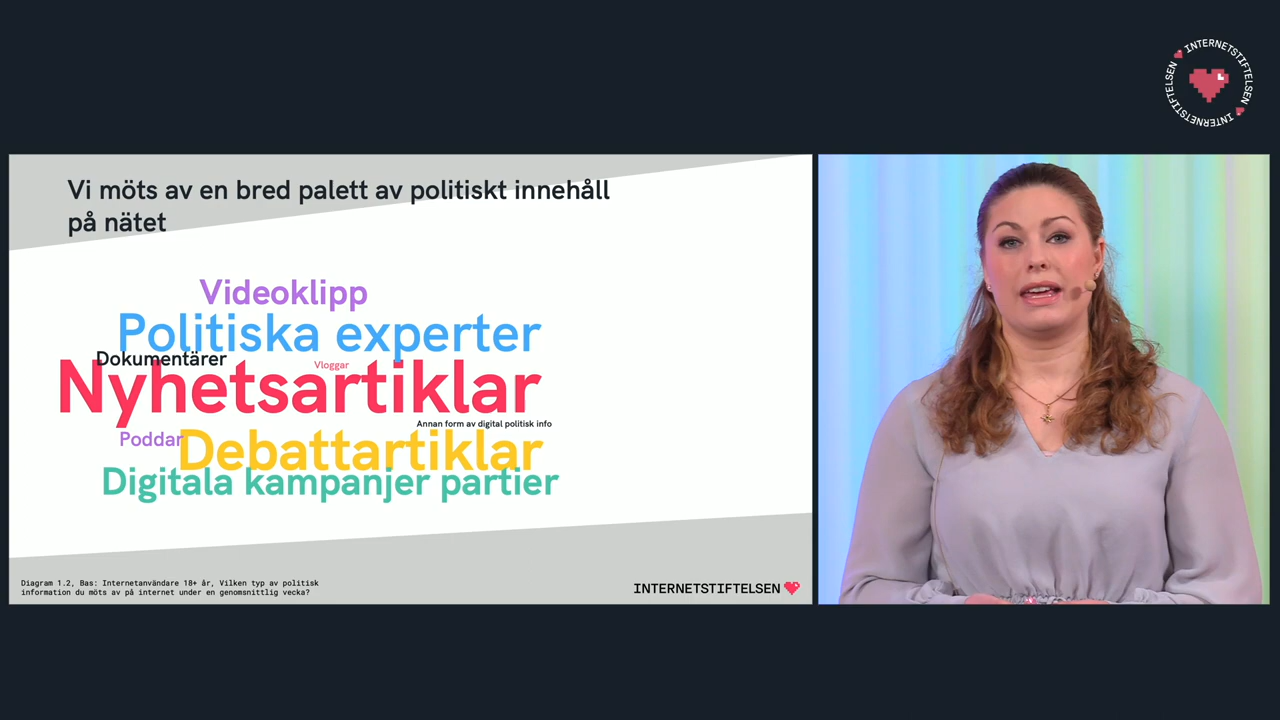 INTERNETSTIFTELSEN
INTERNETSTIFTELSEN
Vi möts av en bred palett av politiskt innehåll
på nätet
Videoklipp
Politiska experter
Dokumentärer
Vloggar
Nyhetsartiklar
Annan form av digital politisk info
Poddar
Debattartiklar
Digitala kampanjer partier
Diagram 1.2, Bas: Internetanvändare 18+ år, Vilken typ av politisk
information du möts av på internet under en genomsnittlig vecka?
INTERNETSTIFTELSEN